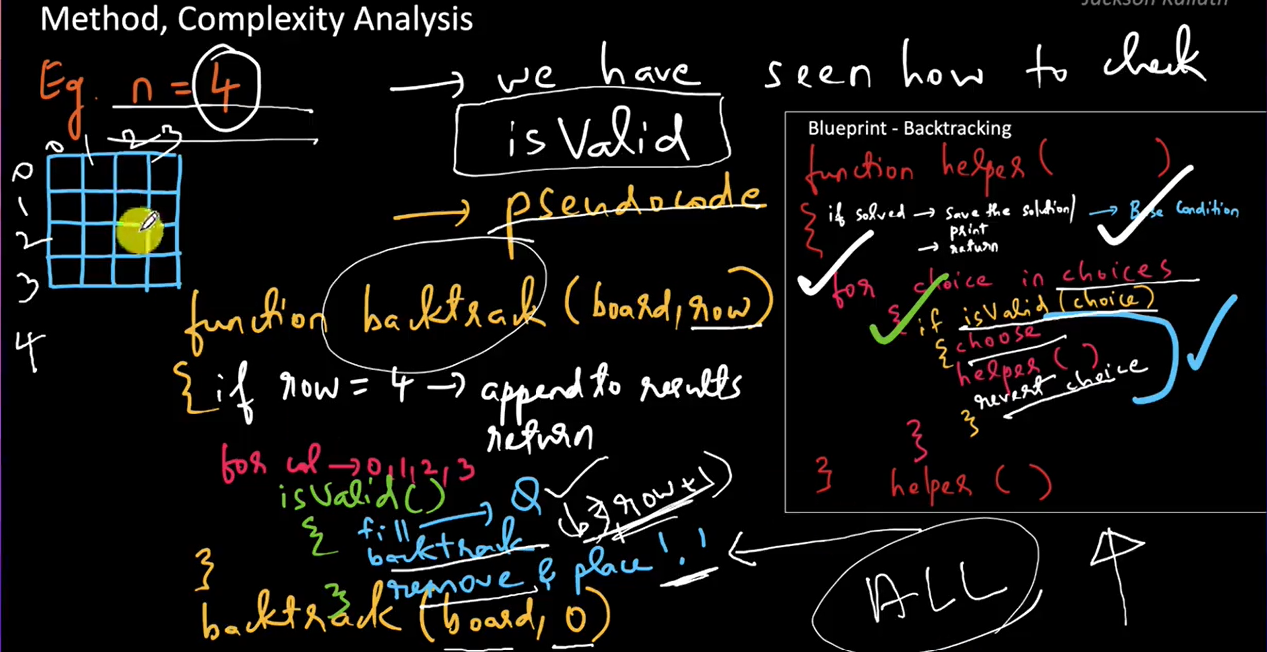 Method, Complexity Analysis
Eg. n = 4
→ we have seen how to check
isValid
0 1 2 3
0
1
2
3
4
→ pseudocode
function backtrack (board, row)
{ if row = 4 → append to results
return
for col → 0, 1, 2, 3
isValid()
{ fill → Q
backtrack (b, row+1)
remove & place '.'
}
}
backtrack (board, 0)
ALL
Blueprint - Backtracking
function helper( )
{ if solved → save the solution/ → Base Condition
print
→ return
for choice in choices
{ if isValid (choice)
{ choose
helper ( )
revert choice
}
}
} helper ( )